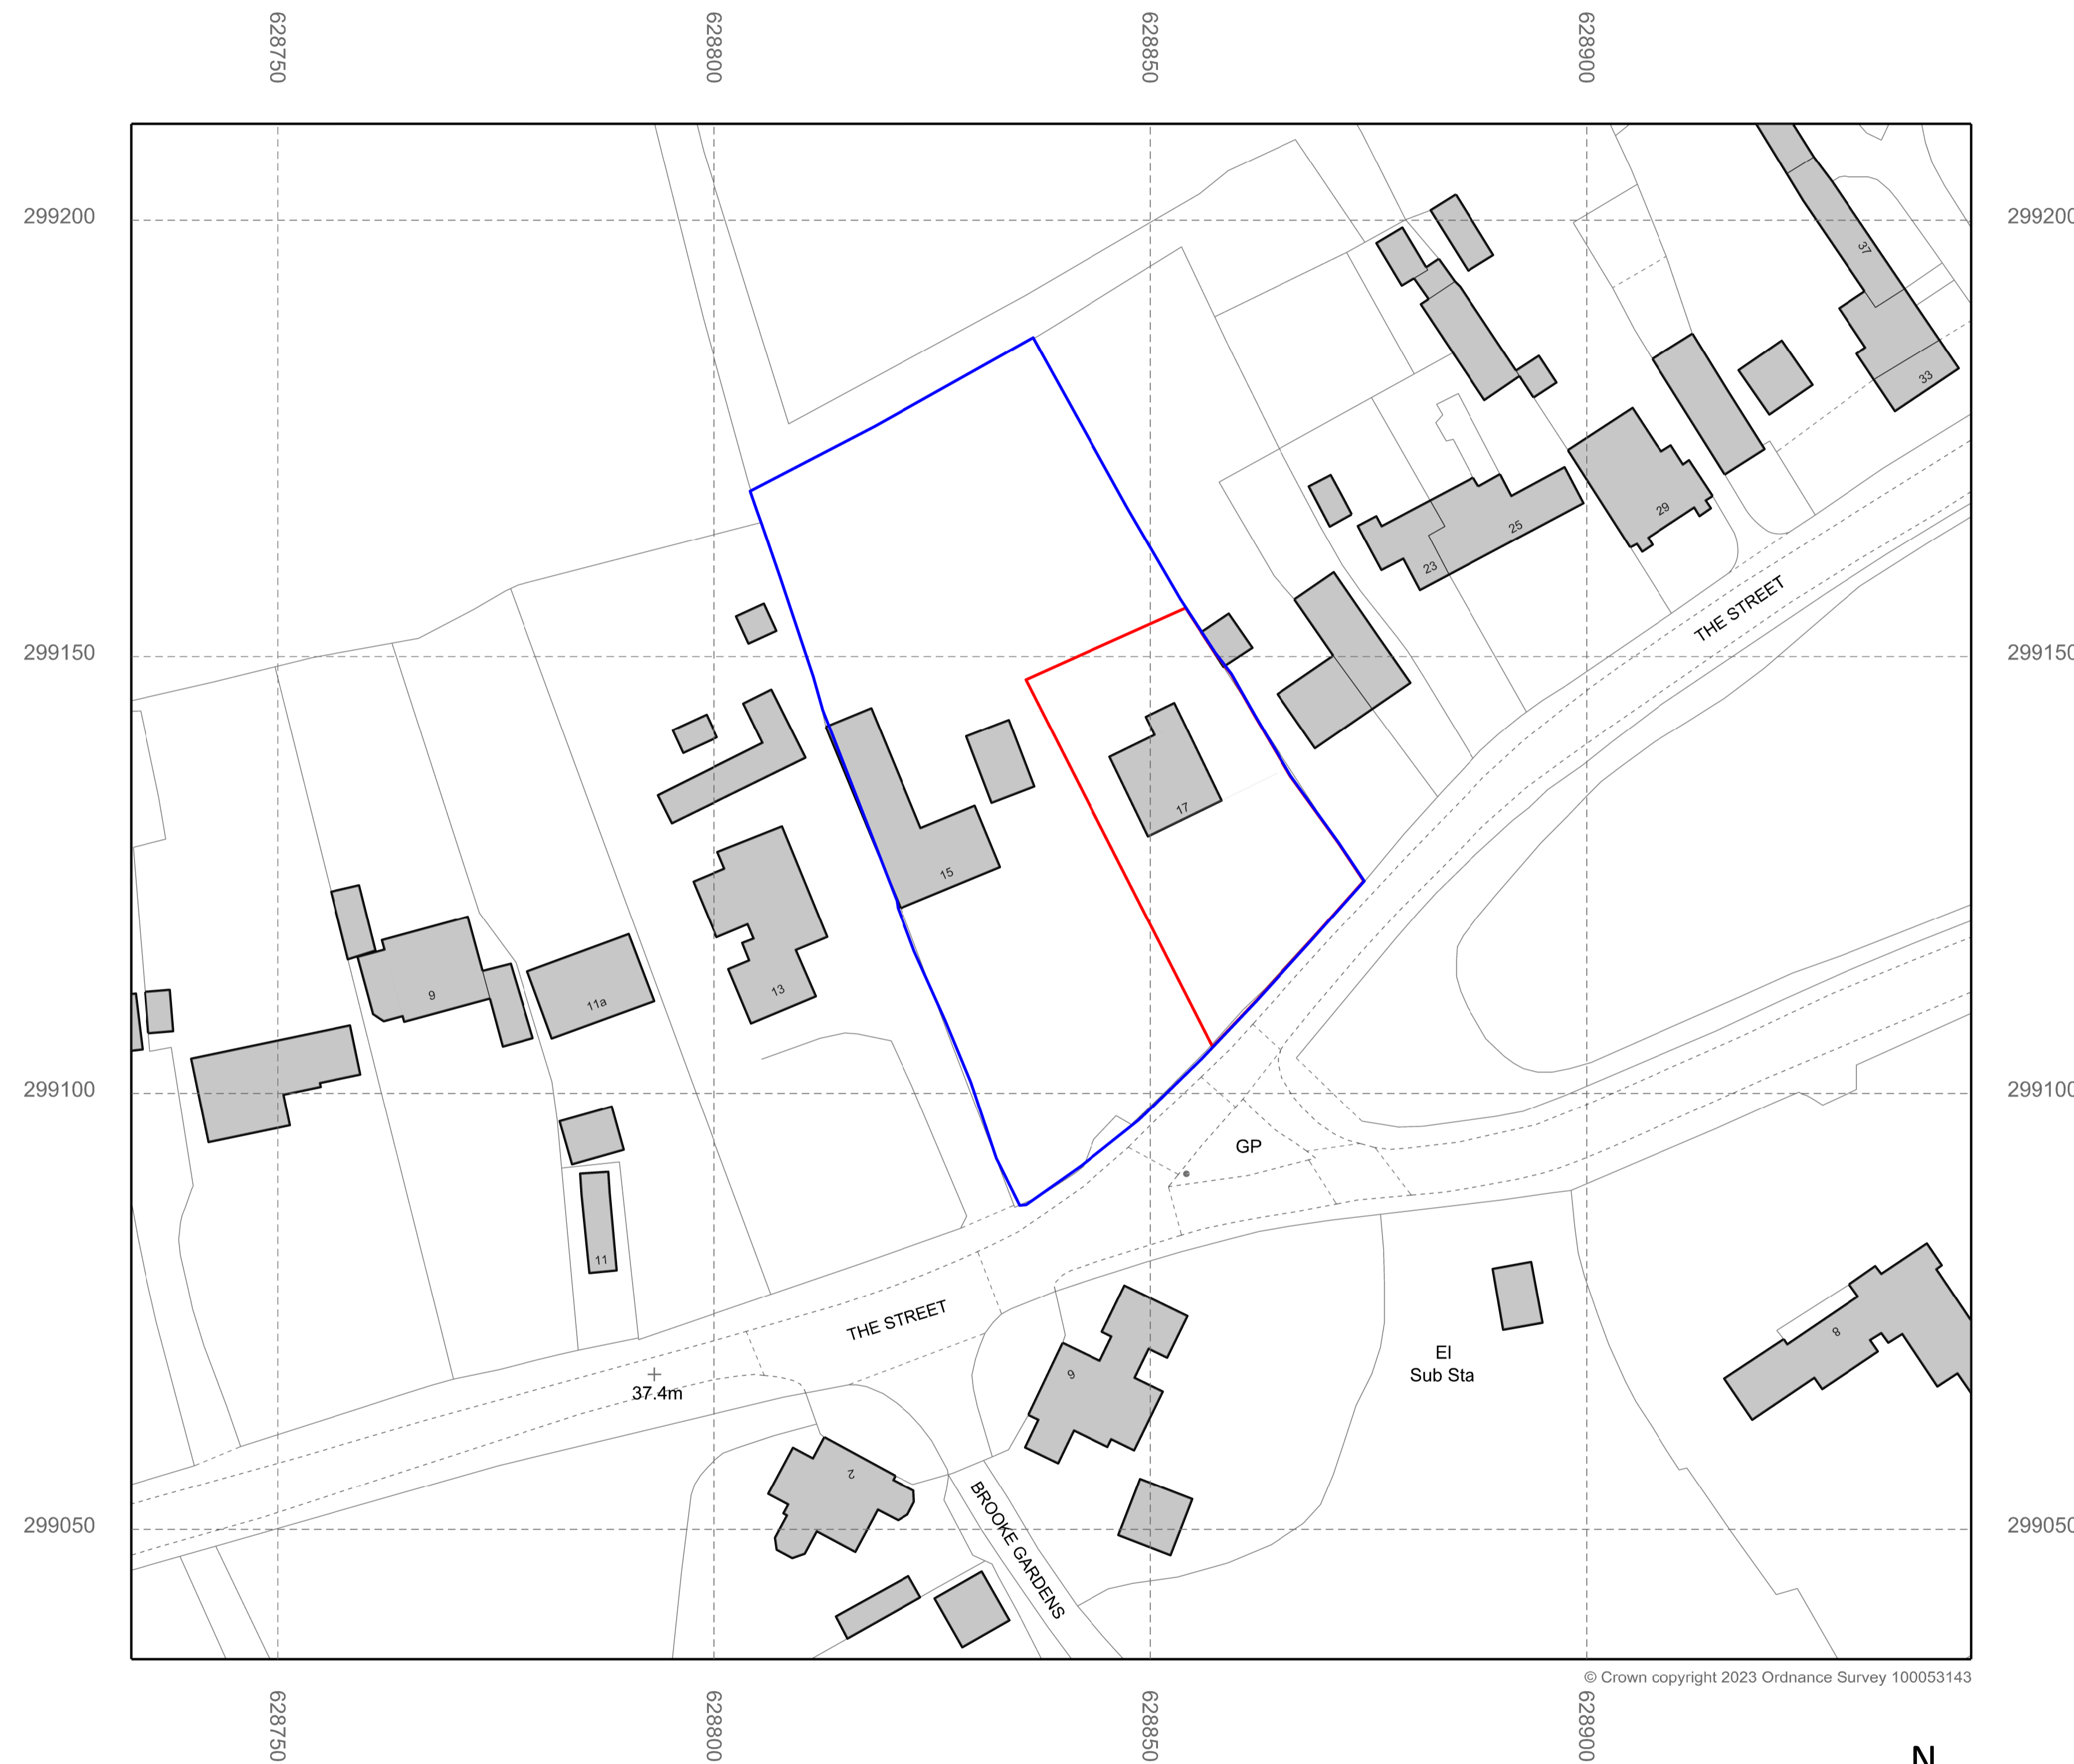 628750
628800
628850
628900
299200
299200
37
33
29
25
23
THE STREET
299150
299150
17
15
13
9
11a
299100
299100
GP
11
THE STREET
37.4m
6
El
Sub Sta
8
2
BROOKE GARDENS
299050
299050
© Crown copyright 2023 Ordnance Survey 100053143
628750
628800
628850
628900
N